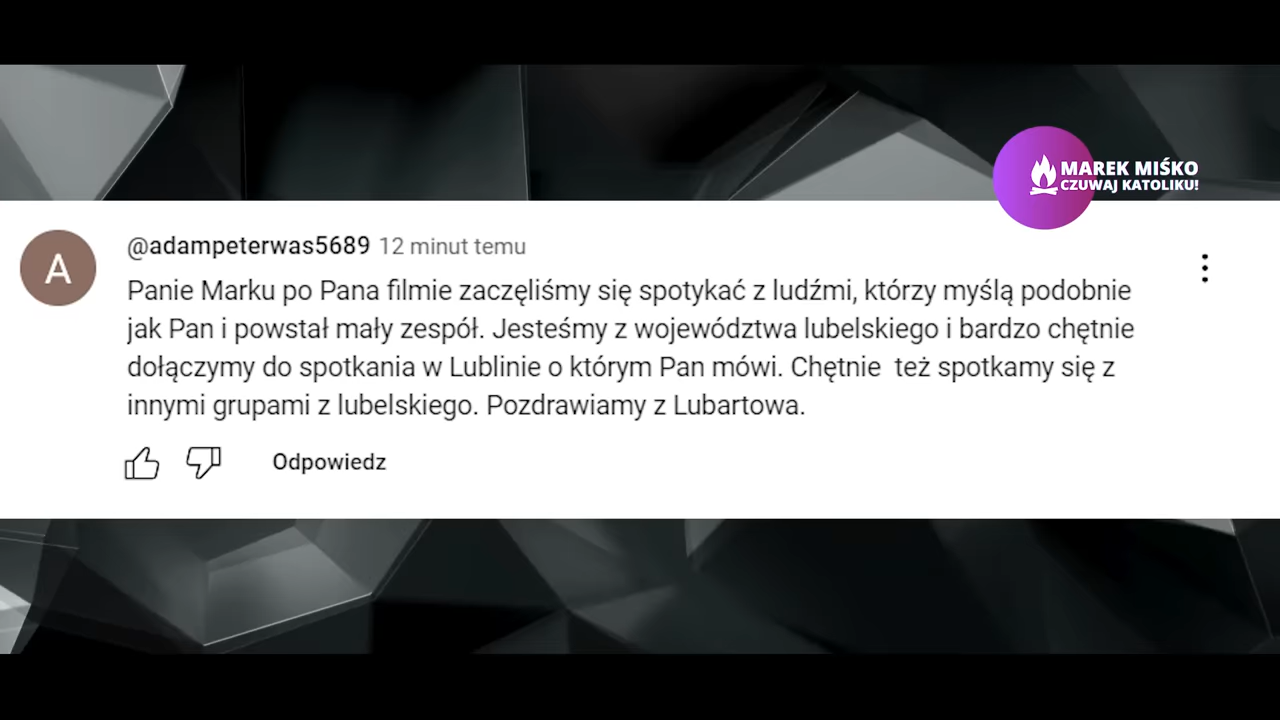 MAREK MIŚKO
CZUWAJ KATOLIKU!
A
@adampeterwas5689 12 minut temu
Panie Marku po Pana filmie zaczęliśmy się spotykać z ludźmi, którzy myślą podobnie
jak Pan i powstał mały zespół. Jesteśmy z województwa lubelskiego i bardzo chętnie
dołączymy do spotkania w Lublinie o którym Pan mówi. Chętnie  też spotkamy się z
innymi grupami z lubelskiego. Pozdrawiamy z Lubartowa.
Odpowiedz